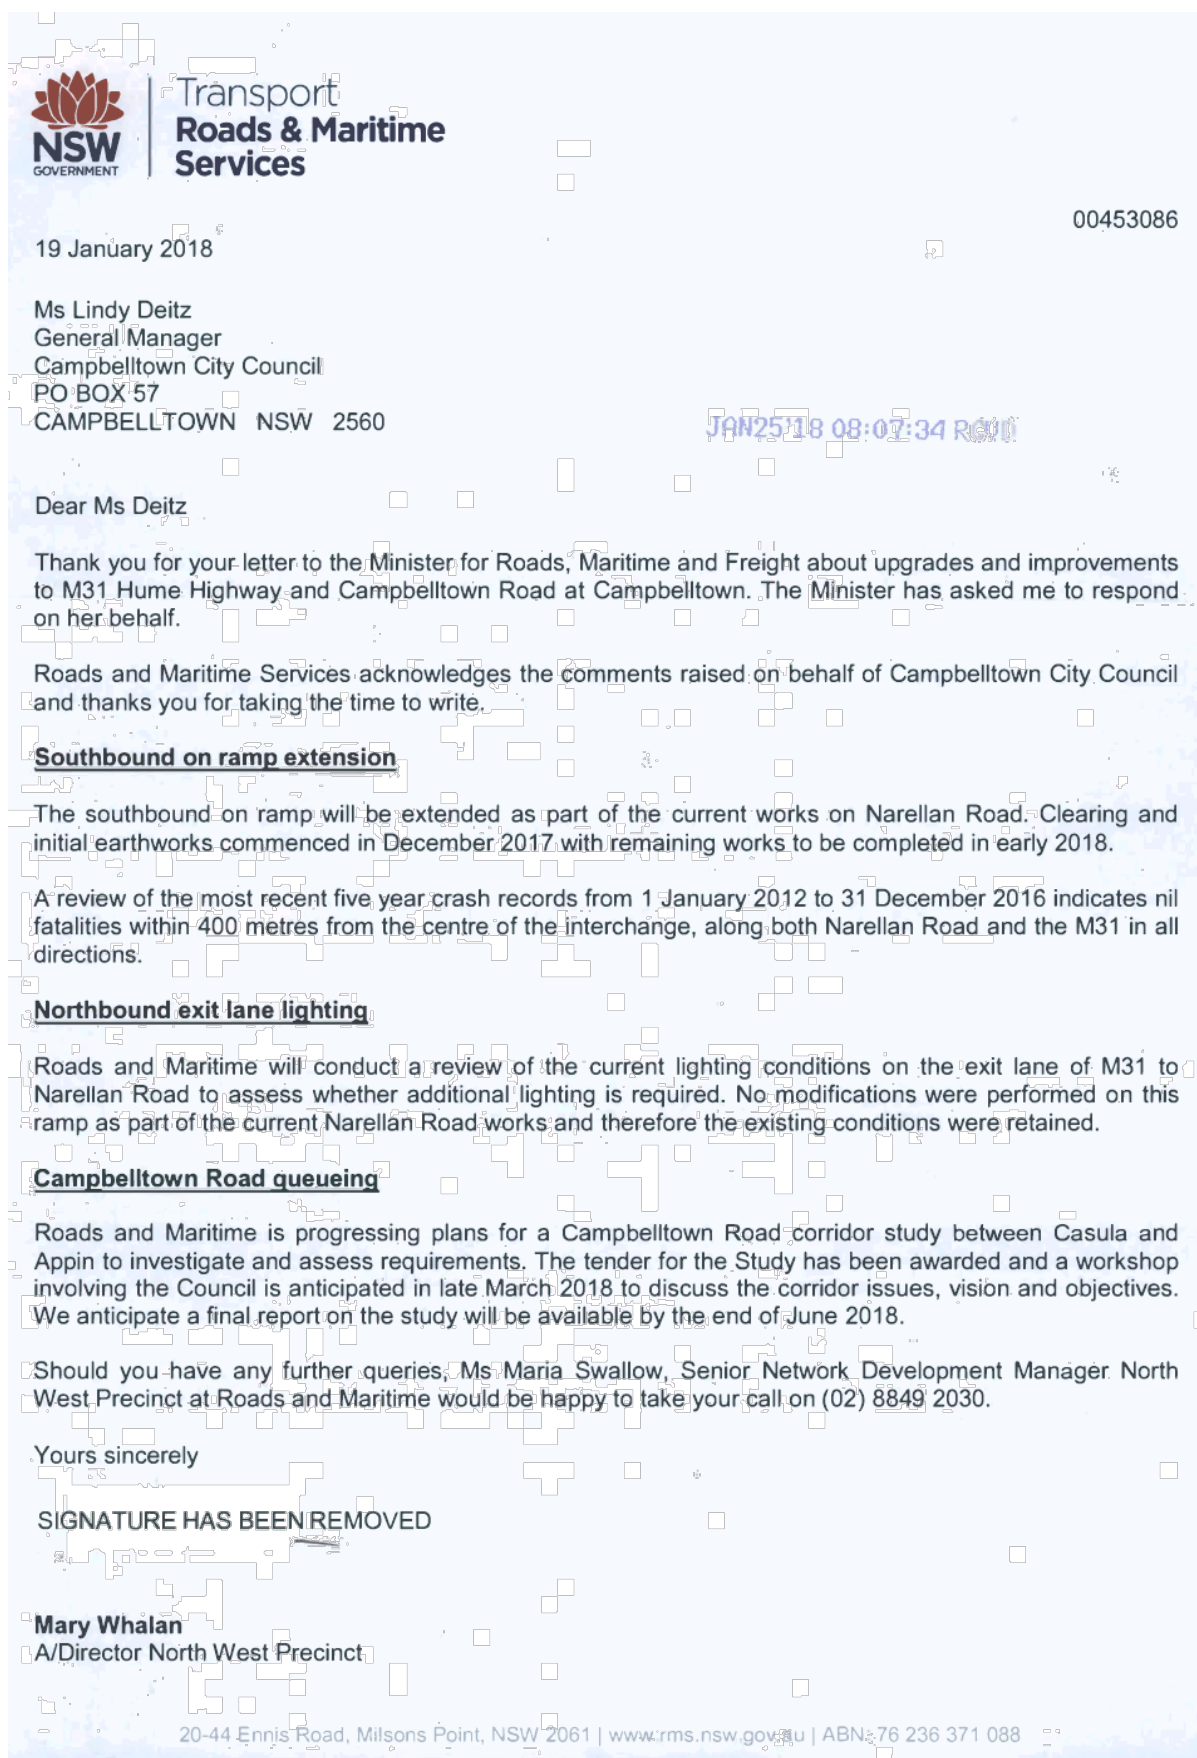 Transport
Roads & Maritime
Services
NSW
GOVERNMENT
00453086
19 January 2018
Ms Lindy Deitz
General Manager
Campbelltown City Council
PO BOX 57
CAMPBELLTOWN NSW 2560
JAN25'18 08:07:34 RCVD
Dear Ms Deitz
Thank you for your letter to the Minister for Roads, Maritime and Freight about upgrades and improvements
to M31 Hume Highway and Campbelltown Road at Campbelltown. The Minister has asked me to respond
on her behalf.
Roads and Maritime Services acknowledges the comments raised on behalf of Campbelltown City Council
and thanks you for taking the time to write.
Southbound on ramp extension
The southbound on ramp will be extended as part of the current works on Narellan Road. Clearing and
initial earthworks commenced in December 2017 with remaining works to be completed in early 2018.
A review of the most recent five year crash records from 1 January 2012 to 31 December 2016 indicates nil
fatalities within 400 metres from the centre of the interchange, along both Narellan Road and the M31 in all
directions.
Northbound exit lane lighting
Roads and Maritime will conduct a review of the current lighting conditions on the exit lane of M31 to
Narellan Road to assess whether additional lighting is required. No modifications were performed on this
ramp as part of the current Narellan Road works and therefore the existing conditions were retained.
Campbelltown Road queueing
Roads and Maritime is progressing plans for a Campbelltown Road corridor study between Casula and
Appin to investigate and assess requirements. The tender for the Study has been awarded and a workshop
involving the Council is anticipated in late March 2018 to discuss the corridor issues, vision and objectives.
We anticipate a final report on the study will be available by the end of June 2018.
Should you have any further queries, Ms Maria Swallow, Senior Network Development Manager North
West Precinct at Roads and Maritime would be happy to take your call on (02) 8849 2030.
Yours sincerely
SIGNATURE HAS BEEN REMOVED
Mary Whalan
A/Director North West Precinct
20-44 Ennis Road, Milsons Point, NSW 2061 | www.rms.nsw.gov.au | ABN: 76 236 371 088